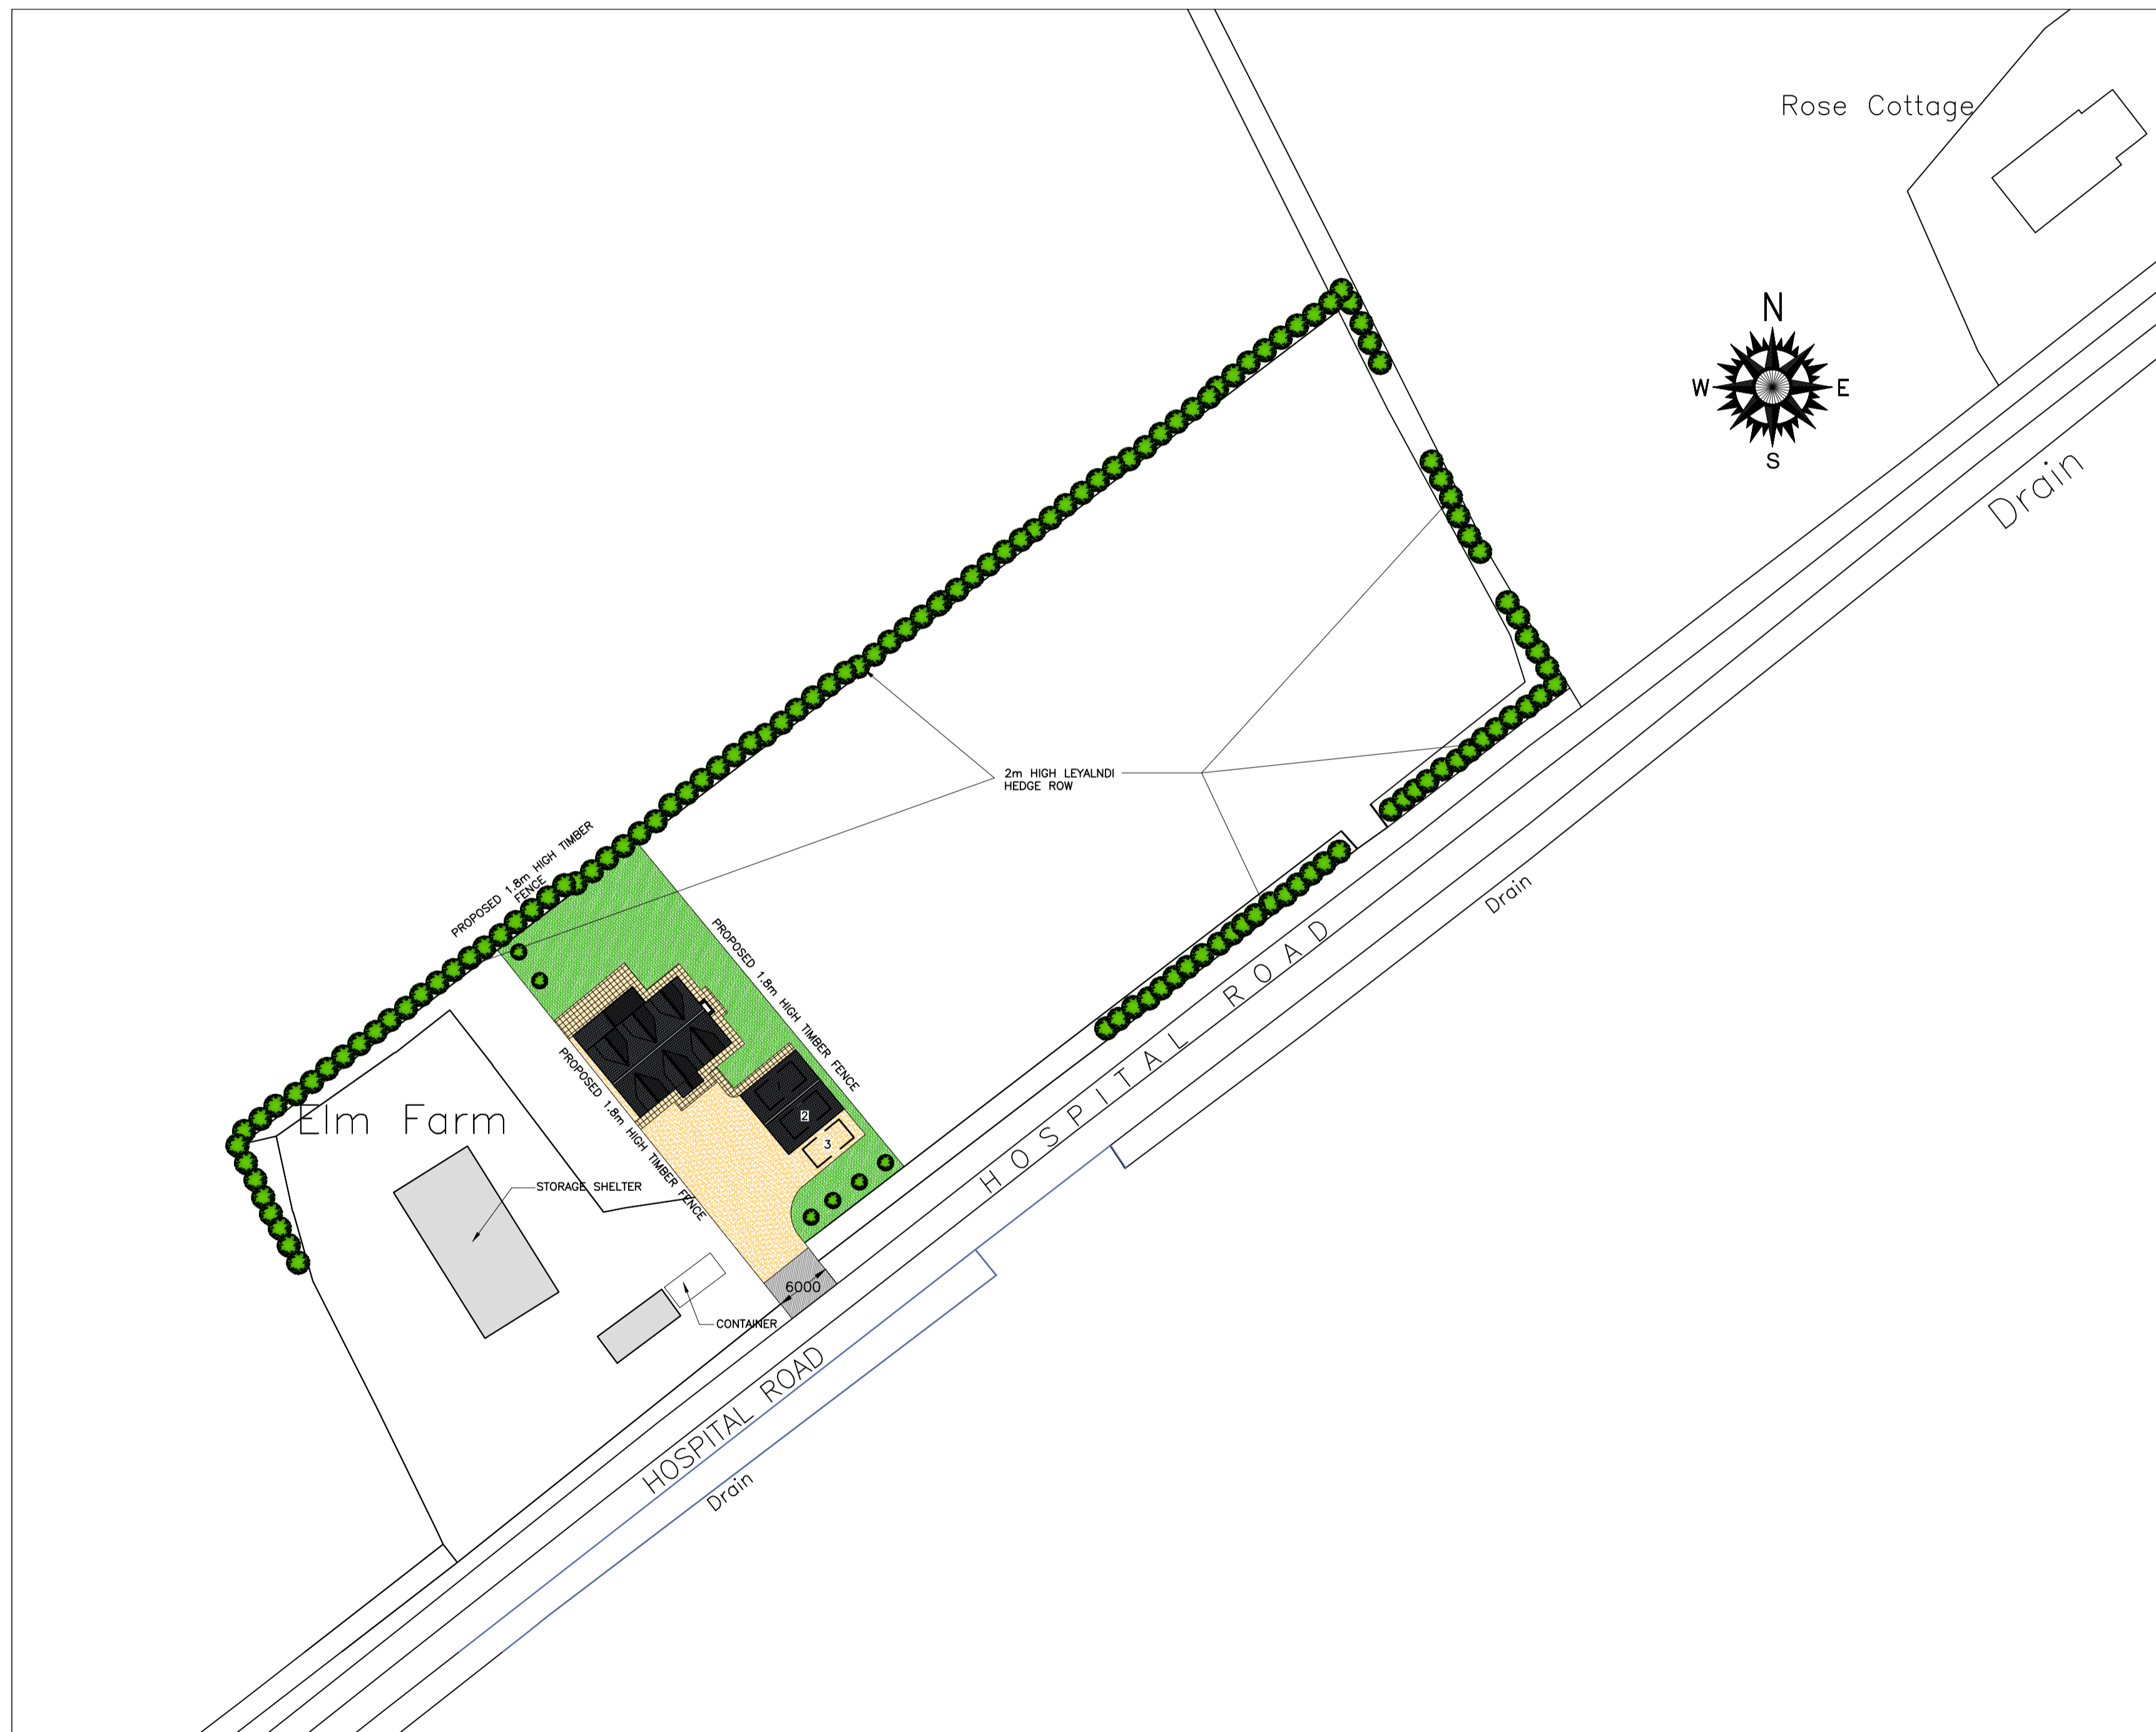 Rose Cottage
N
W
E
S
Drain
2m HIGH LEYALNDI
HEDGE ROW
PROPOSED 1.8m HIGH TIMBER
FENCE
PROPOSED 1.8m HIGH TIMBER FENCE
Drain
HOSPITAL ROAD
PROPOSED 1.8m HIGH TIMBER FENCE
Elm Farm
2
3
STORAGE SHELTER
6000
CONTAINER
HOSPITAL ROAD
Drain